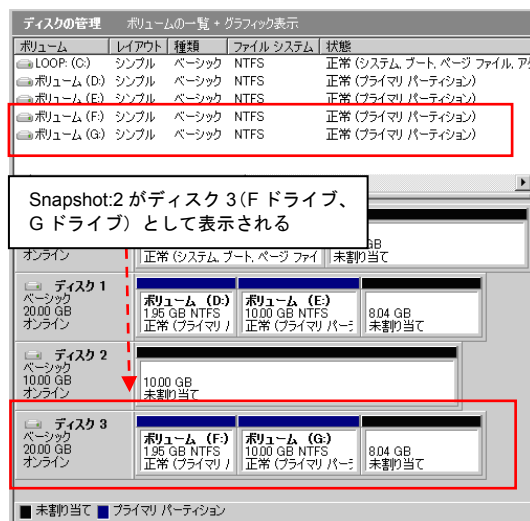 ディスクの管理 ボリュームの一覧 + グラフィック表示
ボリューム レイアウト 種類 ファイル システム 状態
LOOP: (C:) シンプル ベーシック NTFS 正常 (システム, ブート, ページ ファイル, ア
ボリューム (D:) シンプル ベーシック NTFS 正常 (プライマリ パーティション)
ボリューム (E:) シンプル ベーシック NTFS 正常 (プライマリ パーティション)
ボリューム (F:) シンプル ベーシック NTFS 正常 (プライマリ パーティション)
ボリューム (G:) シンプル ベーシック NTFS 正常 (プライマリ パーティション)
Snapshot:2 がディスク 3(F ドライブ、
G ドライブ) として表示される
GB
オンライン 正常 (システム, ブート, ページ ファイ 未割り当て
ディスク 1
ベーシック ボリューム (D:) ボリューム (E:)
20.00 GB 1.95 GB NTFS 10.00 GB NTFS 8.04 GB
オンライン 正常 (プライマリ 正常 (プライマリ パーテ 未割り当て
ディスク 2
ベーシック
10.00 GB 10.00 GB
オンライン 未割り当て
ディスク 3
ベーシック ボリューム (F:) ボリューム (G:)
20.00 GB 1.95 GB NTFS 10.00 GB NTFS 8.04 GB
オンライン 正常 (プライマリ 正常 (プライマリ パーテ 未割り当て
未割り当て プライマリ パーティション